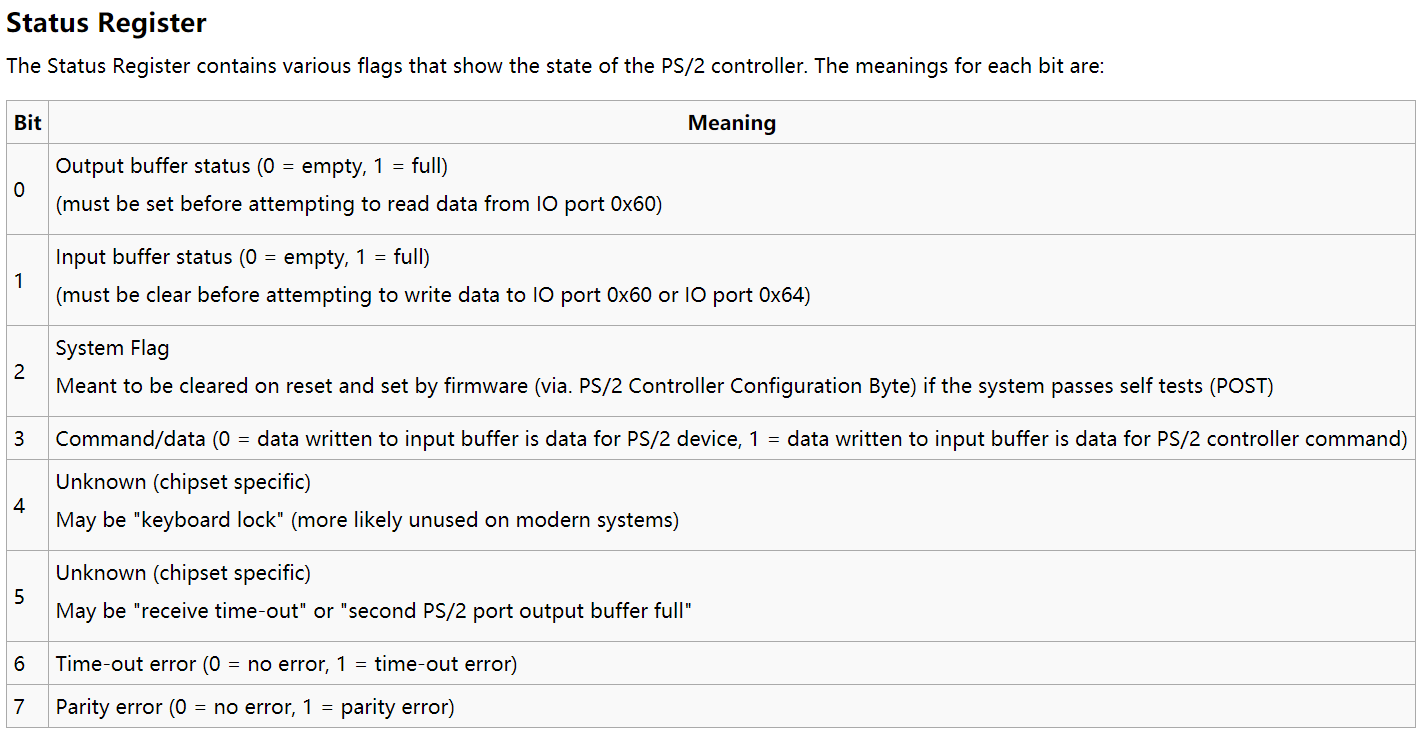 Status Register
The Status Register contains various flags that show the state of the PS/2 controller. The meanings for each bit are:
Bit Meaning
0
Output buffer status (0 = empty, 1 = full)
(must be set before attempting to read data from IO port 0x60)
1
Input buffer status (0 = empty, 1 = full)
(must be clear before attempting to write data to IO port 0x60 or IO port 0x64)
2
System Flag
Meant to be cleared on reset and set by firmware (via. PS/2 Controller Configuration Byte) if the system passes self tests (POST)
3 Command/data (0 = data written to input buffer is data for PS/2 device, 1 = data written to input buffer is data for PS/2 controller command)
4
Unknown (chipset specific)
May be "keyboard lock" (more likely unused on modern systems)
5
Unknown (chipset specific)
May be "receive time-out" or "second PS/2 port output buffer full"
6 Time-out error (0 = no error, 1 = time-out error)
7 Parity error (0 = no error, 1 = parity error)